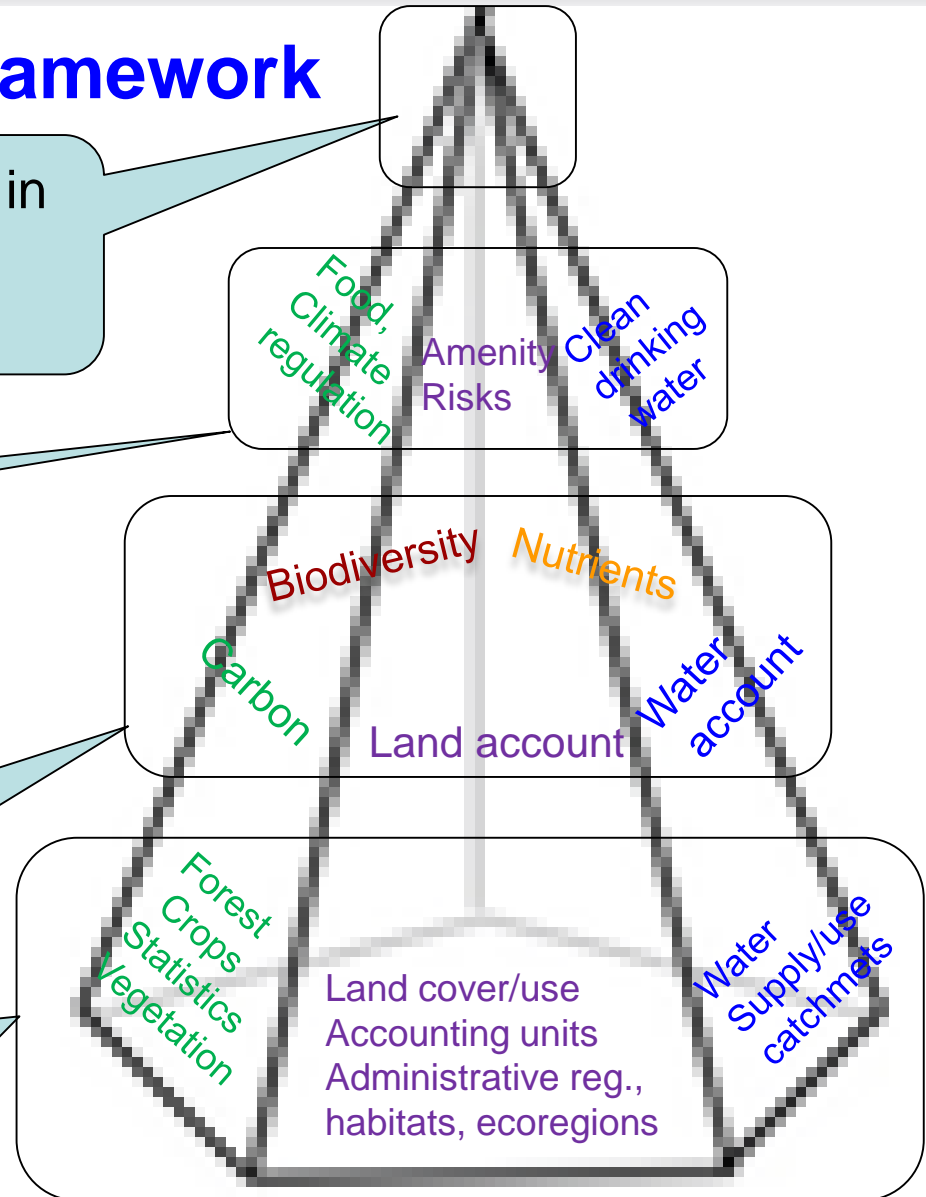 amework
in
Food,
Climate
regulation
Amenity
Risks
Clean
drinking
water
Biodiversity
Nutrients
Carbon
Land account
Water
account
Forest
Crops
Statistics
Vegetation
Land cover/use
Accounting units
Administrative reg.,
habitats, ecoregions
Water
Supply/use
catchmets